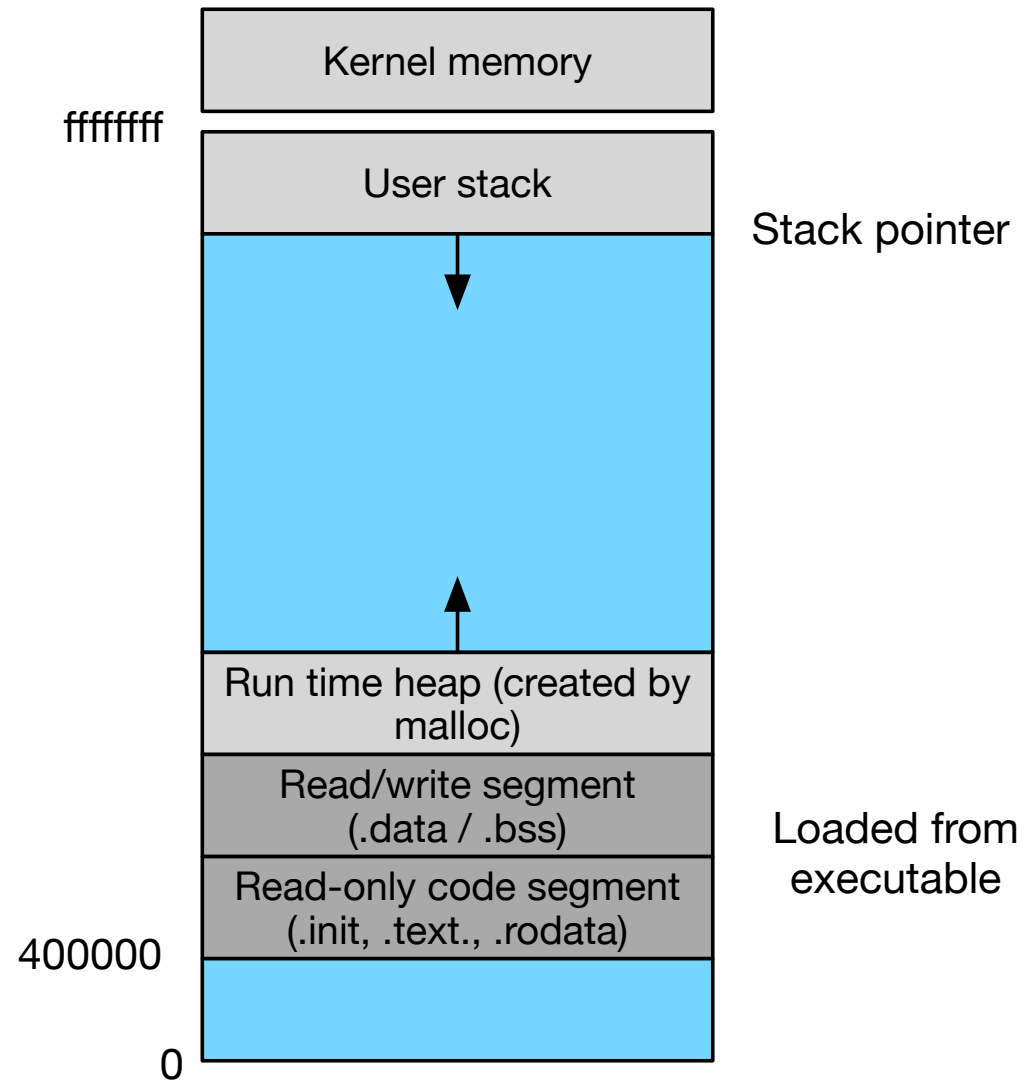 Kernel memory
ffffffff
User stack
Stack pointer
Run time heap (created by
malloc)
Read/write segment
(.data / .bss)
Loaded from
executable
Read-only code segment
(.init, .text., .rodata)
400000
0